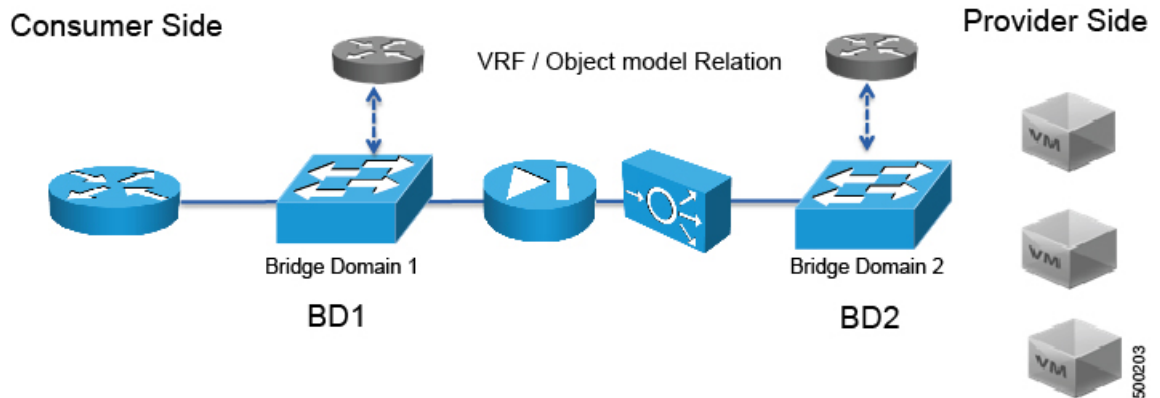 Consumer Side
Provider Side
VRF / Object model Relation
Bridge Domain 1
Bridge Domain 2
BD1
BD2
VM
VM
VM
500203